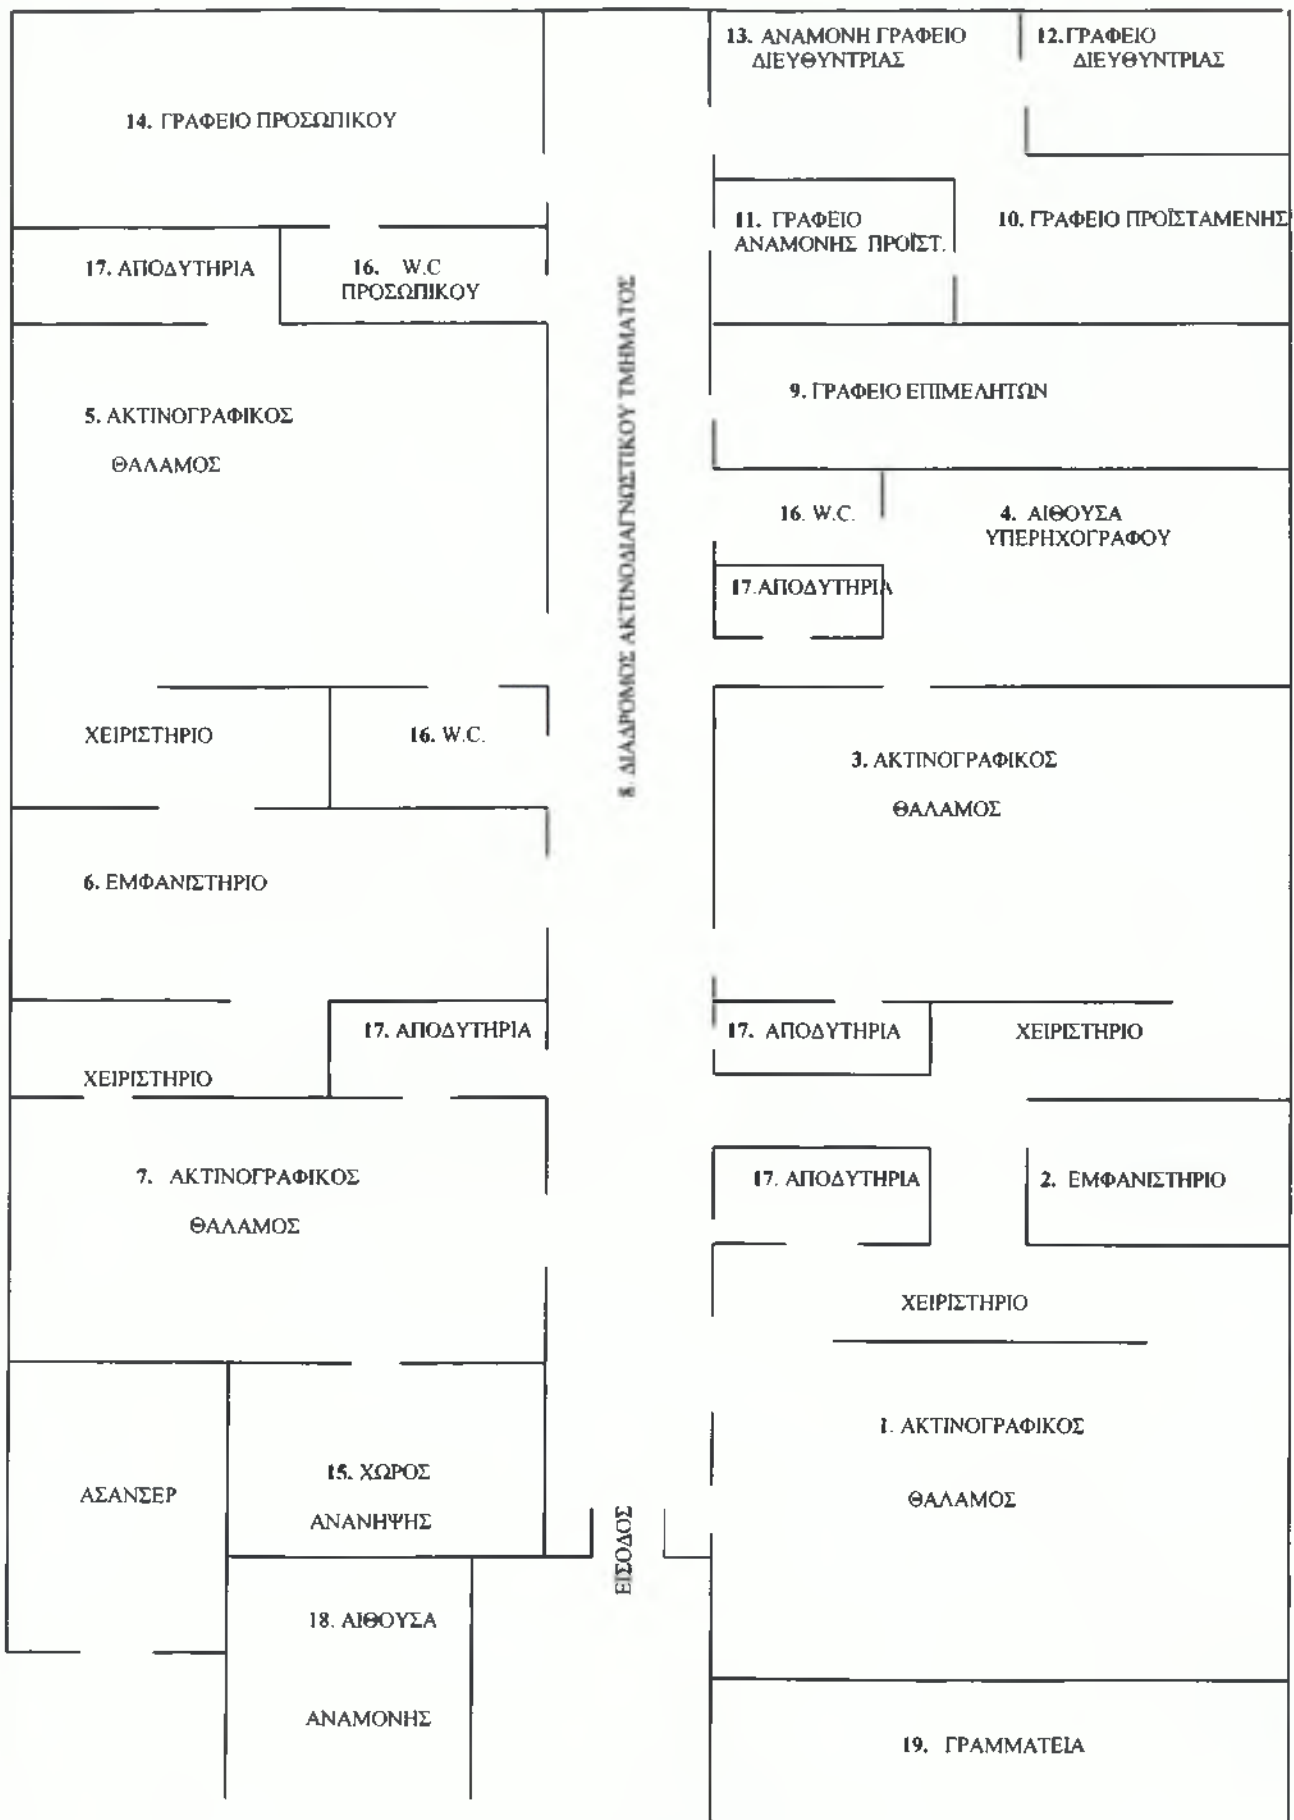 13. ΑΝΑΜΟΝΗ ΓΡΑΦΕΙΟ
ΔΙΕΥΘΥΝΤΡΙΑΣ
12.ΓΡΑΦΕΙΟ
ΔΙΕΥΘΥΝΤΡΙΑΣ
14. ΓΡΑΦΕΙΟ ΠΡΟΣΩΠΙΚΟΥ
11. ΓΡΑΦΕΙΟ
ΑΝΑΜΟΝΗΣ ΠΡΟΪΣΤ.
10. ΓΡΑΦΕΙΟ ΠΡΟΪΣΤΑΜΕΝΗΣ
17. ΑΠΟΔΥΤΗΡΙΑ
16. W.C
ΠΡΟΣΩΠΙΚΟΥ
9. ΓΡΑΦΕΙΟ ΕΠΙΜΕΛΗΤΩΝ
5. ΑΚΤΙΝΟΓΡΑΦΙΚΟΣ
ΘΑΛΑΜΟΣ
8. ΔΙΑΔΡΟΜΟΣ ΑΚΤΙΝΟΔΙΑΓΝΩΣΤΙΚΟΥ ΤΜΗΜΑΤΟΣ
16. W.C.
4. ΑΙΘΟΥΣΑ
ΥΠΕΡΗΧΟΓΡΑΦΟΥ
17.ΑΠΟΔΥΤΗΡΙΑ
ΧΕΙΡΙΣΤΗΡΙΟ
16. W.C.
3. ΑΚΤΙΝΟΓΡΑΦΙΚΟΣ
ΘΑΛΑΜΟΣ
6. ΕΜΦΑΝΙΣΤΗΡΙΟ
17. ΑΠΟΔΥΤΗΡΙΑ
ΧΕΙΡΙΣΤΗΡΙΟ
17. ΑΠΟΔΥΤΗΡΙΑ
ΧΕΙΡΙΣΤΗΡΙΟ
7. ΑΚΤΙΝΟΓΡΑΦΙΚΟΣ
ΘΑΛΑΜΟΣ
17. ΑΠΟΔΥΤΗΡΙΑ
2. ΕΜΦΑΝΙΣΤΗΡΙΟ
ΧΕΙΡΙΣΤΗΡΙΟ
1. ΑΚΤΙΝΟΓΡΑΦΙΚΟΣ
ΘΑΛΑΜΟΣ
ΑΣΑΝΣΕΡ
15. ΧΩΡΟΣ
ΑΝΑΝΗΨΗΣ
ΕΙΣΟΔΟΣ
18. ΑΙΘΟΥΣΑ
ΑΝΑΜΟΝΗΣ
19. ΓΡΑΜΜΑΤΕΙΑ